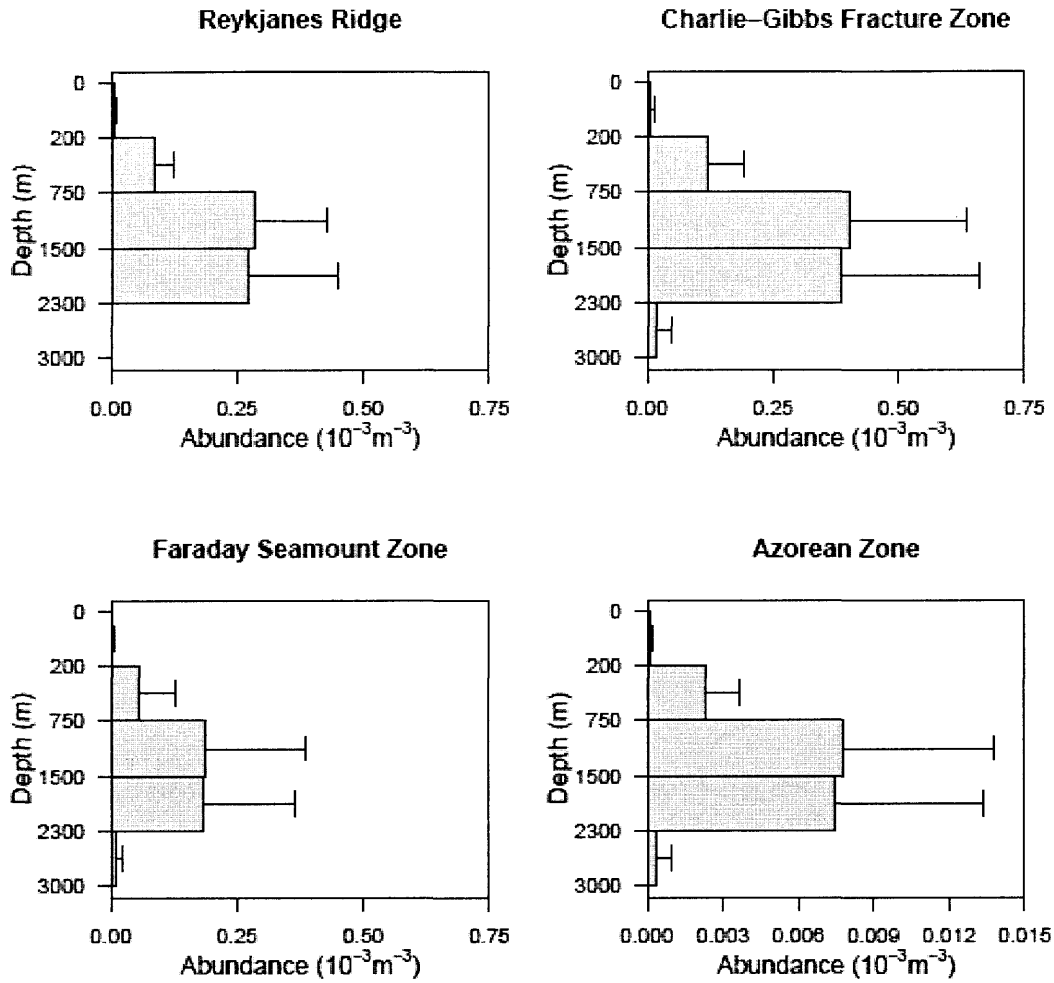 Reykjanes Ridge
Depth (m)
0
200
750
1500
2300
3000
0.00 0.25 0.50 0.75
Abundance (10⁻³m⁻³)
Charlie–Gibbs Fracture Zone
Depth (m)
0
200
750
1500
2300
3000
0.00 0.25 0.50 0.75
Abundance (10⁻³m⁻³)
Faraday Seamount Zone
Depth (m)
0
200
750
1500
2300
3000
0.00 0.25 0.50 0.75
Abundance (10⁻³m⁻³)
Azorean Zone
Depth (m)
0
200
750
1500
2300
3000
0.000 0.003 0.006 0.009 0.012 0.015
Abundance (10⁻³m⁻³)